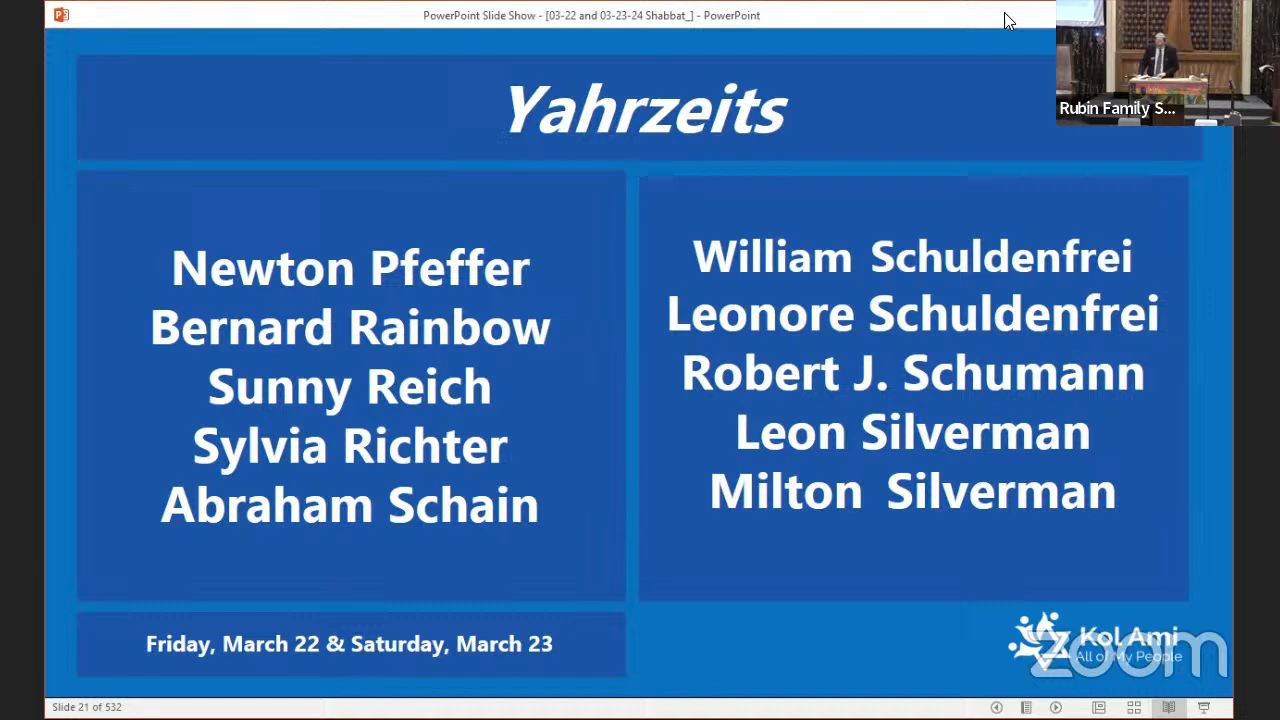 PowerPoint Slide Show - [03-22 and 03-23-24 Shabbat_] - PowerPoint
Rubin Family S...
Yahrzeits
Newton Pfeffer
Bernard Rainbow
Sunny Reich
Sylvia Richter
Abraham Schain
William Schuldenfrei
Leonore Schuldenfrei
Robert J. Schumann
Leon Silverman
Milton Silverman
Friday, March 22 & Saturday, March 23
Kol Ami
All of My People
zoom
Slide 21 of 532